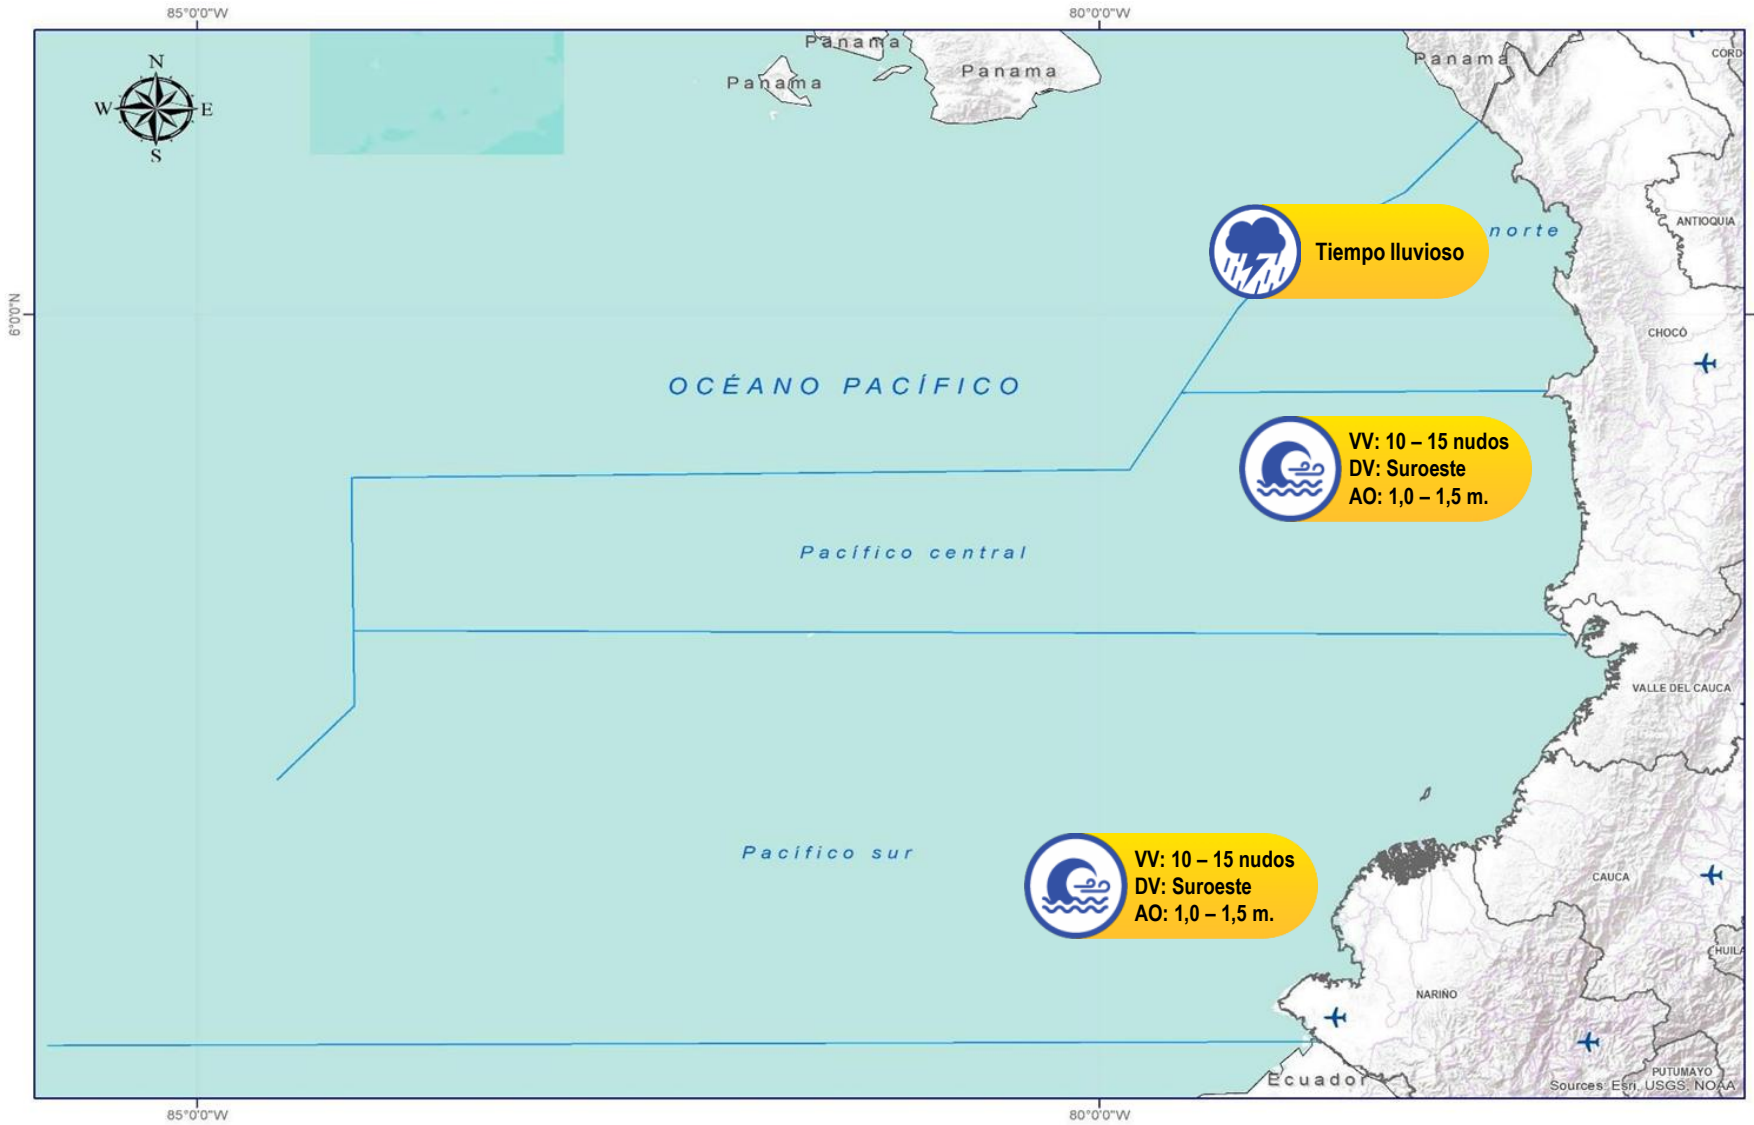 85°0'0"W
80°0'0"W
Panama
Panama
Panama
Panama
CORD
N
W
E
S
ANTIOQUIA
norte
Tiempo lluvioso
6°0'0"N
CHOCÓ
OCÉANO PACÍFICO
VV: 10 – 15 nudos
DV: Suroeste
AO: 1,0 – 1,5 m.
Pacífico central
VALLE DEL CAUCA
Pacífico sur
VV: 10 – 15 nudos
DV: Suroeste
AO: 1,0 – 1,5 m.
CAUCA
HUILA
NARIÑO
Ecuador
PUTUMAYO
Sources: Esri, USGS, NOAA
85°0'0"W
80°0'0"W